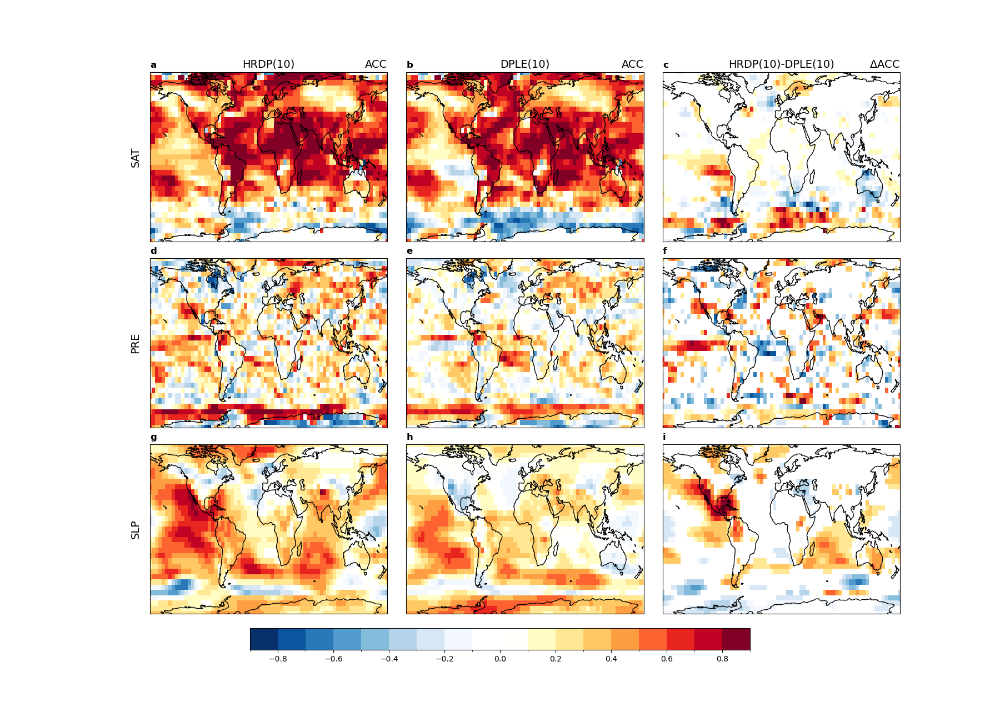 a HRDP(10) ACC
b DPLE(10) ACC
c HRDP(10)-DPLE(10) ΔACC
SAT
d
e
f
PRE
g
h
i
SLP
−0.8 −0.6 −0.4 −0.2 0.0 0.2 0.4 0.6 0.8